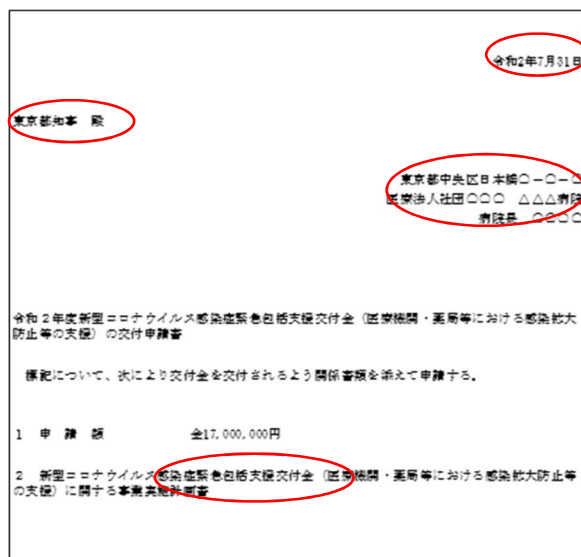 令和2年7月31日
東京都知事　殿
東京都中央区日本橋〇－〇－〇
医療法人社団〇〇〇　△△△病院
病院長　〇〇〇〇
令和２年度新型コロナウイルス感染症緊急包括支援交付金（医療機関・薬局等における感染拡大
防止等の支援）の交付申請書
標記について、次により交付金を交付されるよう関係書類を添えて申請する。
１　申　請　額　　　金17,000,000円
２　新型コロナウイルス感染症緊急包括支援交付金（医療機関・薬局等における感染拡大防止等
の支援）に関する事業実施計画書